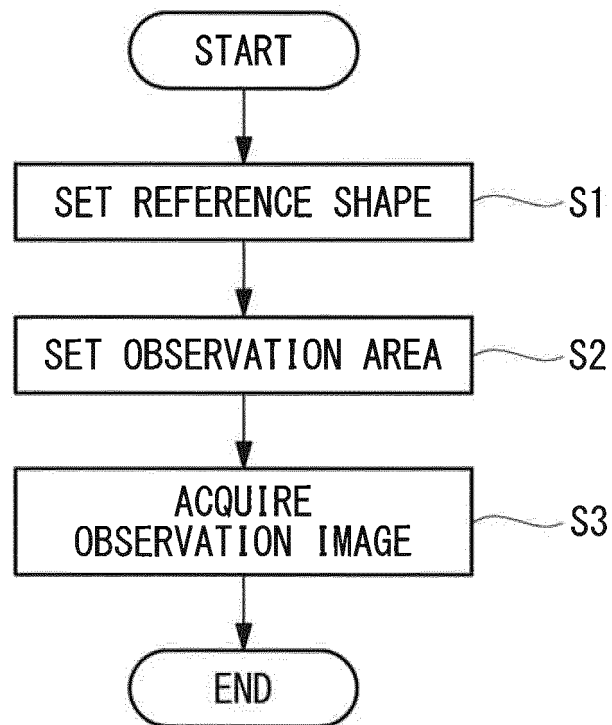 START
SET REFERENCE SHAPE
S1
SET OBSERVATION AREA
S2
ACQUIRE
OBSERVATION IMAGE
S3
END